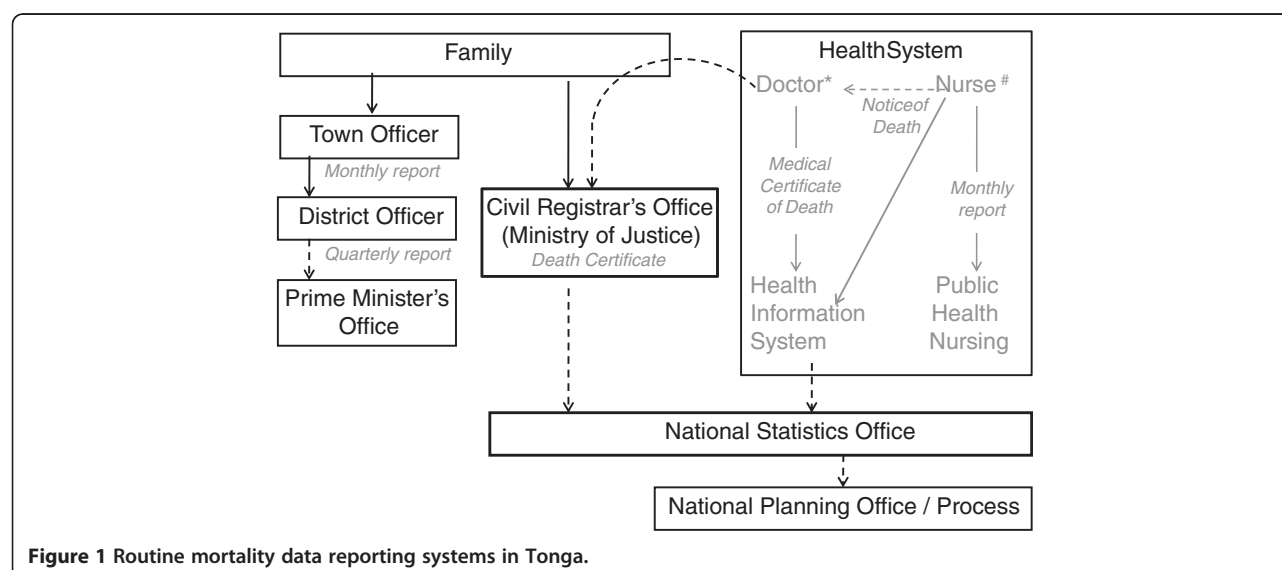 Family
Town Officer
Monthly report
District Officer
Quarterly report
Prime Minister's
Office
Civil Registrar's Office
(Ministry of Justice)
Death Certificate
HealthSystem
Doctor*
Nurse #
Noticeof
Death
Medical
Certificate
of Death
Monthly
report
Health
Information
System
Public
Health
Nursing
National Statistics Office
National Planning Office / Process
Figure 1 Routine mortality data reporting systems in Tonga.